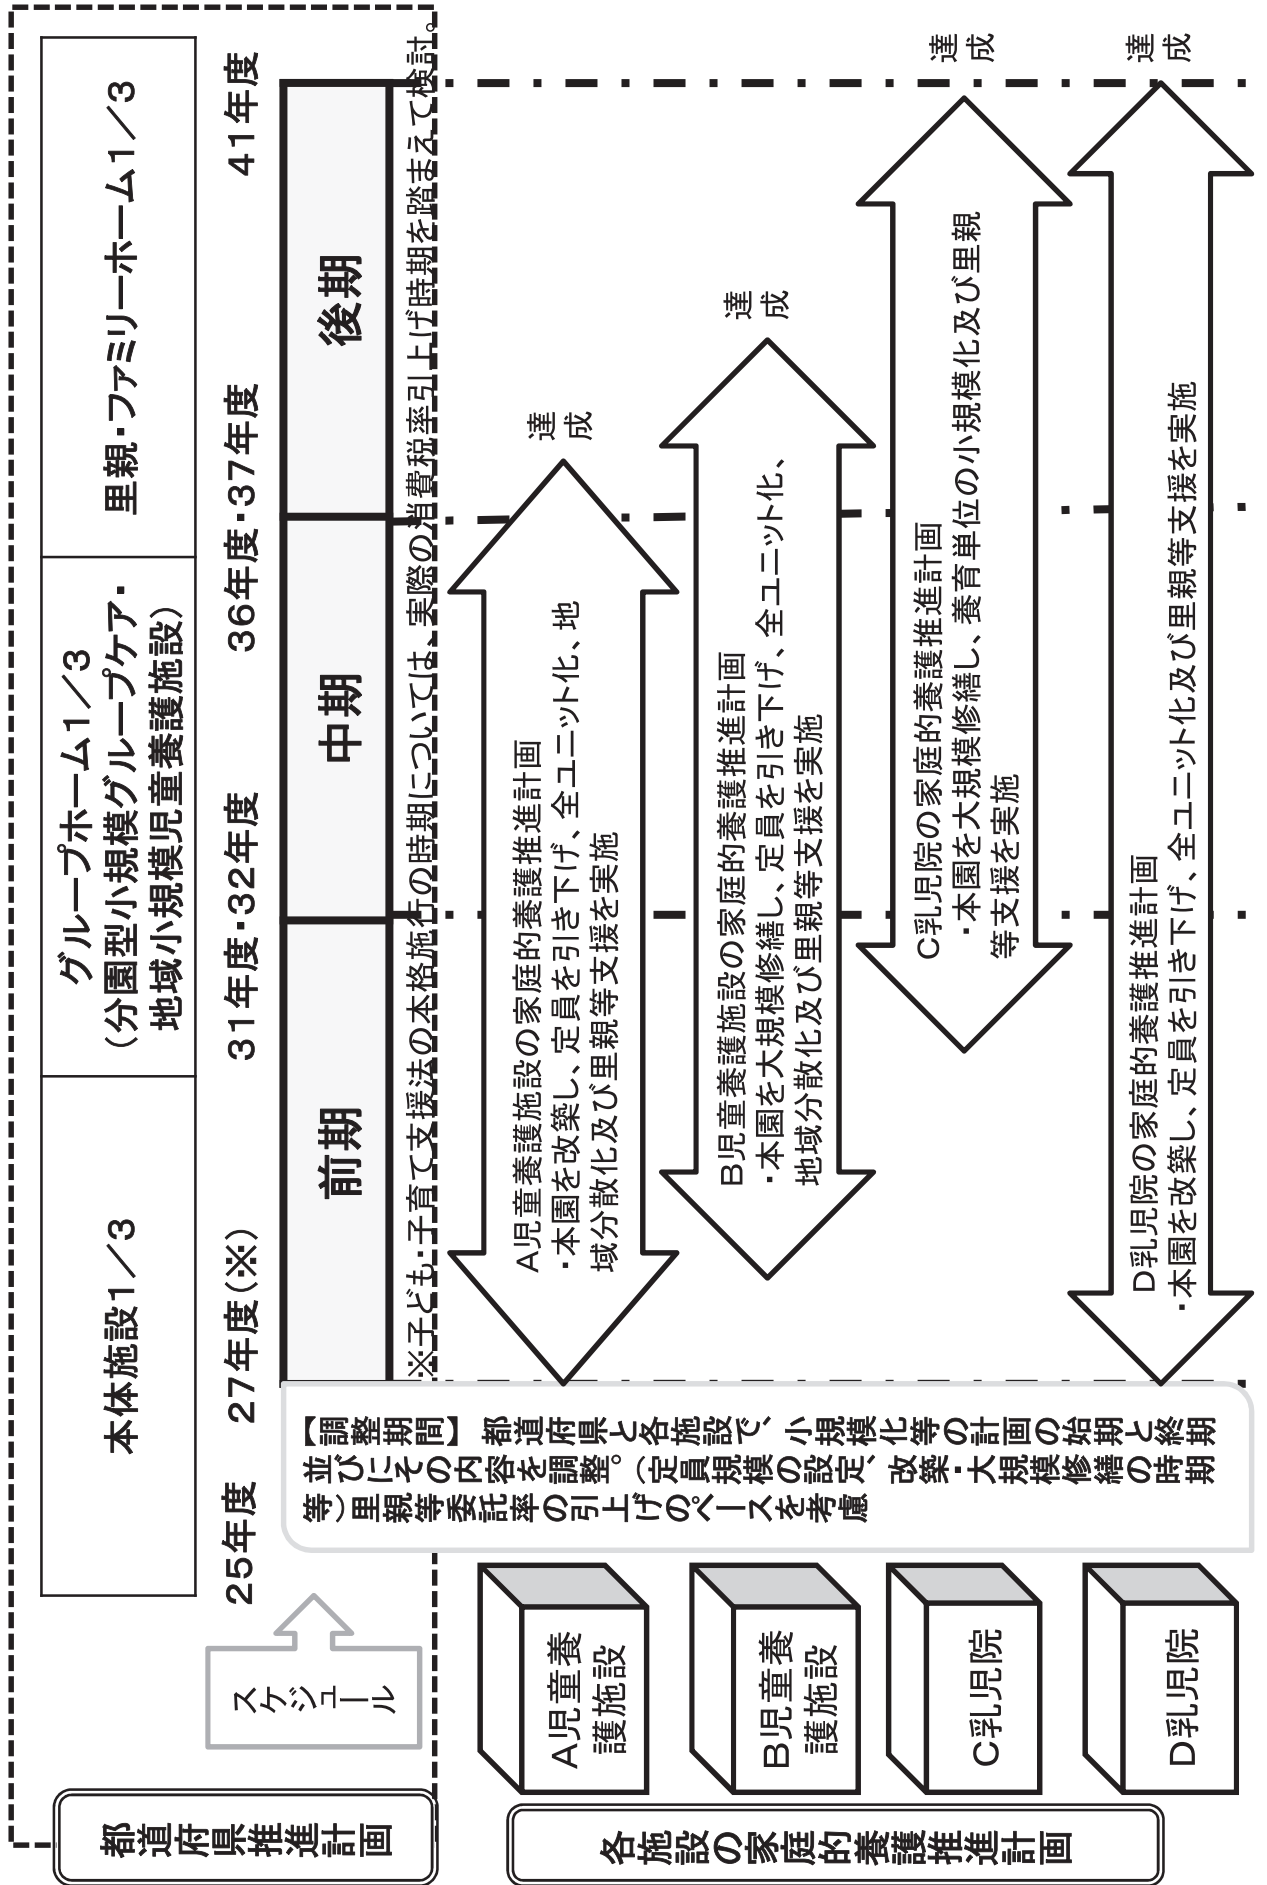 都道府県推進計画
本体施設1/3
グループホーム1/3
(分園型小規模グループケア・
地域小規模児童養護施設)
里親・ファミリーホーム1/3
スケジュール
25年度
27年度(※)
31年度・32年度
36年度・37年度
41年度
前期
中期
後期
※子ども・子育て支援法の本格施行の時期については、実際の消費税率引上げ時期を踏まえて検討。
各施設の家庭的養護推進計画
【調整期間】 都道府県と各施設で、小規模化等の計画の始期と終期
並びにその内容を調整。(定員規模の設定、改築・大規模修繕の時期
等)里親等委託率の引上げのペースを考慮
A児童養
護施設
A児童養護施設の家庭的養護推進計画
・本園を改築し、定員を引き下げ、全ユニット化、地
域分散化及び里親等支援を実施
達
成
B児童養
護施設
B児童養護施設の家庭的養護推進計画
・本園を大規模修繕し、定員を引き下げ、全ユニット化、
地域分散化及び里親等支援を実施
達
成
C乳児院
C乳児院の家庭的養護推進計画
・本園を大規模修繕し、養育単位の小規模化及び里親
等支援を実施
達
成
D乳児院
D乳児院の家庭的養護推進計画
・本園を改築し、定員を引き下げ、全ユニット化及び里親等支援を実施
達
成